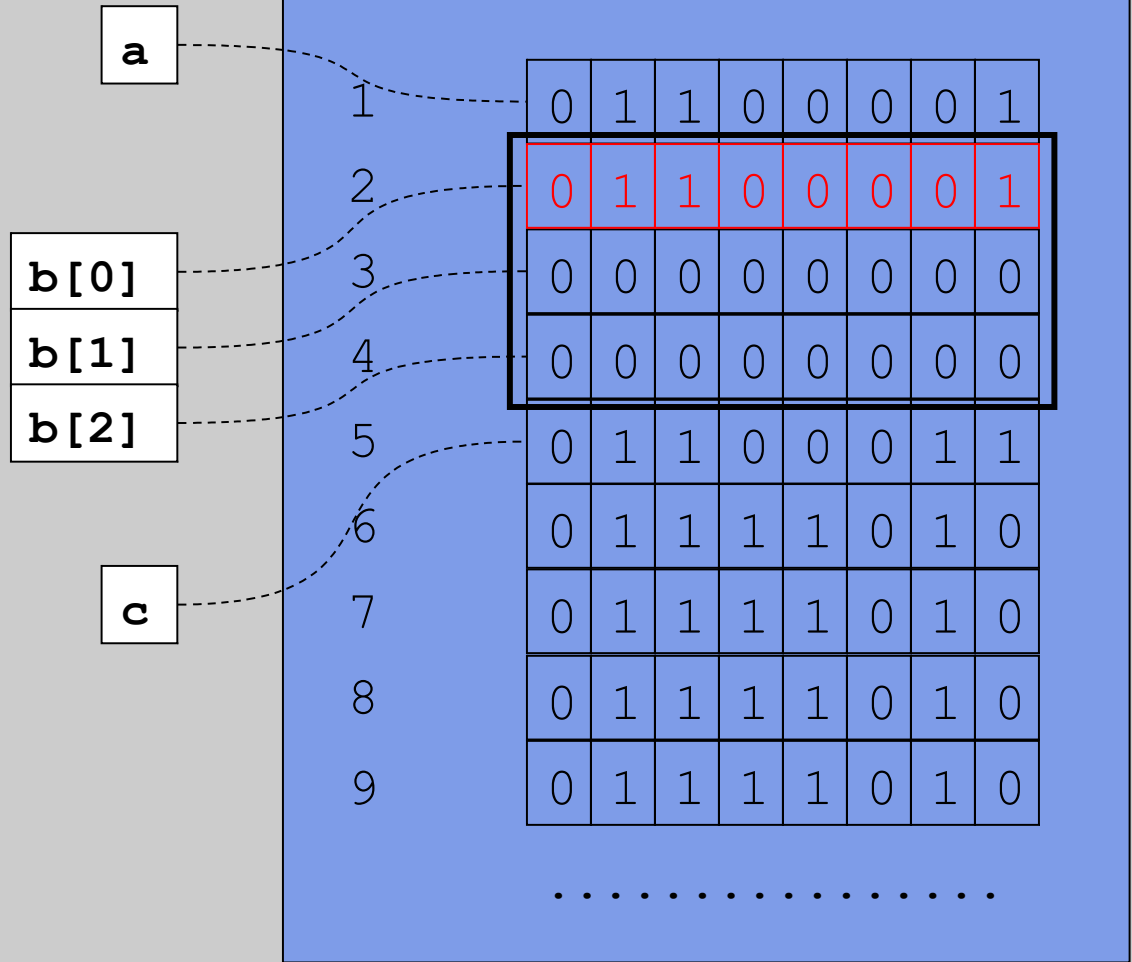 a
1 0 1 1 0 0 0 0 1
2 0 1 1 0 0 0 0 1
b[0]
3 0 0 0 0 0 0 0 0
b[1]
4 0 0 0 0 0 0 0 0
b[2]
5 0 1 1 0 0 0 1 1
6 0 1 1 1 1 0 1 0
c
7 0 1 1 1 1 0 1 0
8 0 1 1 1 1 0 1 0
9 0 1 1 1 1 0 1 0
................